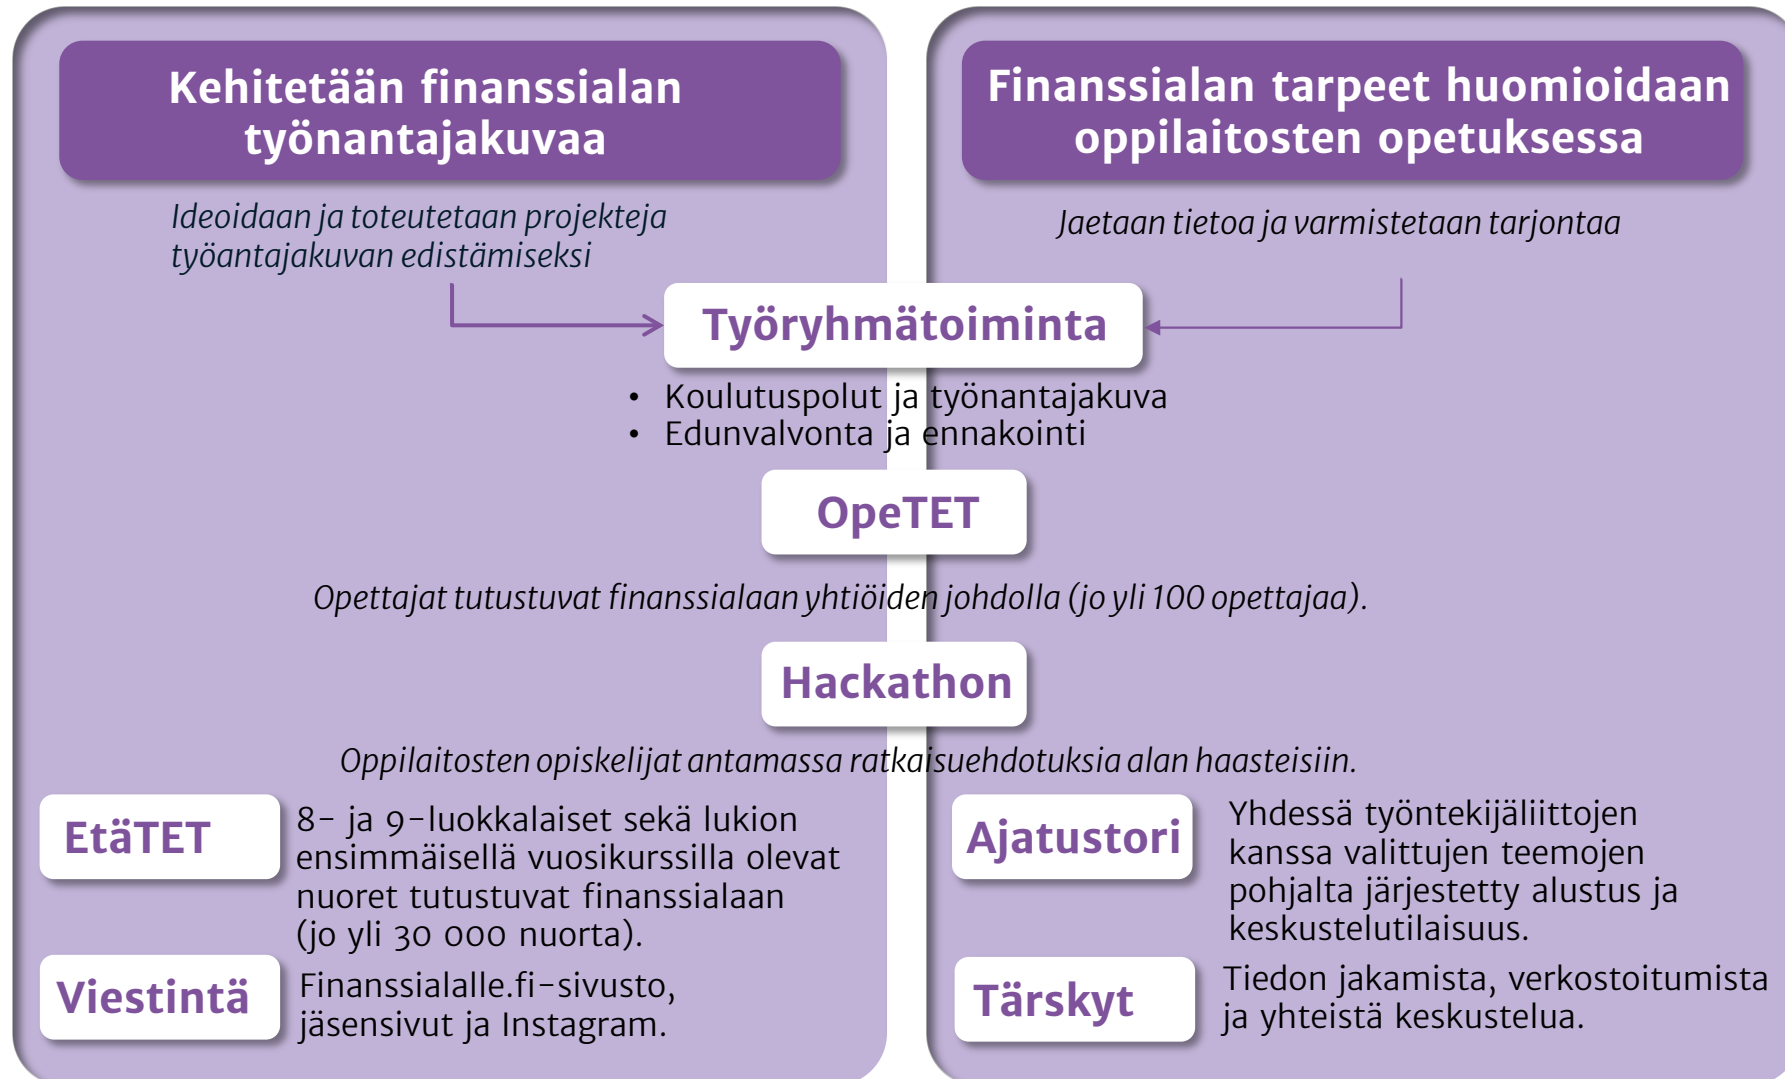 Kehitetään finanssialan
työnantajakuvaa
Ideoidaan ja toteutetaan projekteja
työantajakuvan edistämiseksi
Finanssialan tarpeet huomioidaan
oppilaitosten opetuksessa
Jaetaan tietoa ja varmistetaan tarjontaa
Työryhmätoiminta
• Koulutuspolut ja työnantajakuva
• Edunvalvonta ja ennakointi
OpeTET
Opettajat tutustuvat finanssialaan yhtiöiden johdolla (jo yli 100 opettajaa).
Hackathon
Oppilaitosten opiskelijat antamassa ratkaisuehdotuksia alan haasteisiin.
EtäTET
8- ja 9-luokkalaiset sekä lukion
ensimmäisellä vuosikurssilla olevat
nuoret tutustuvat finanssialaan
(jo yli 30 000 nuorta).
Viestintä
Finanssialalle.fi-sivusto,
jäsensivut ja Instagram.
Ajatustori
Yhdessä työntekijäliittojen
kanssa valittujen teemojen
pohjalta järjestetty alustus ja
keskustelutilaisuus.
Tärskyt
Tiedon jakamista, verkostoitumista
ja yhteistä keskustelua.